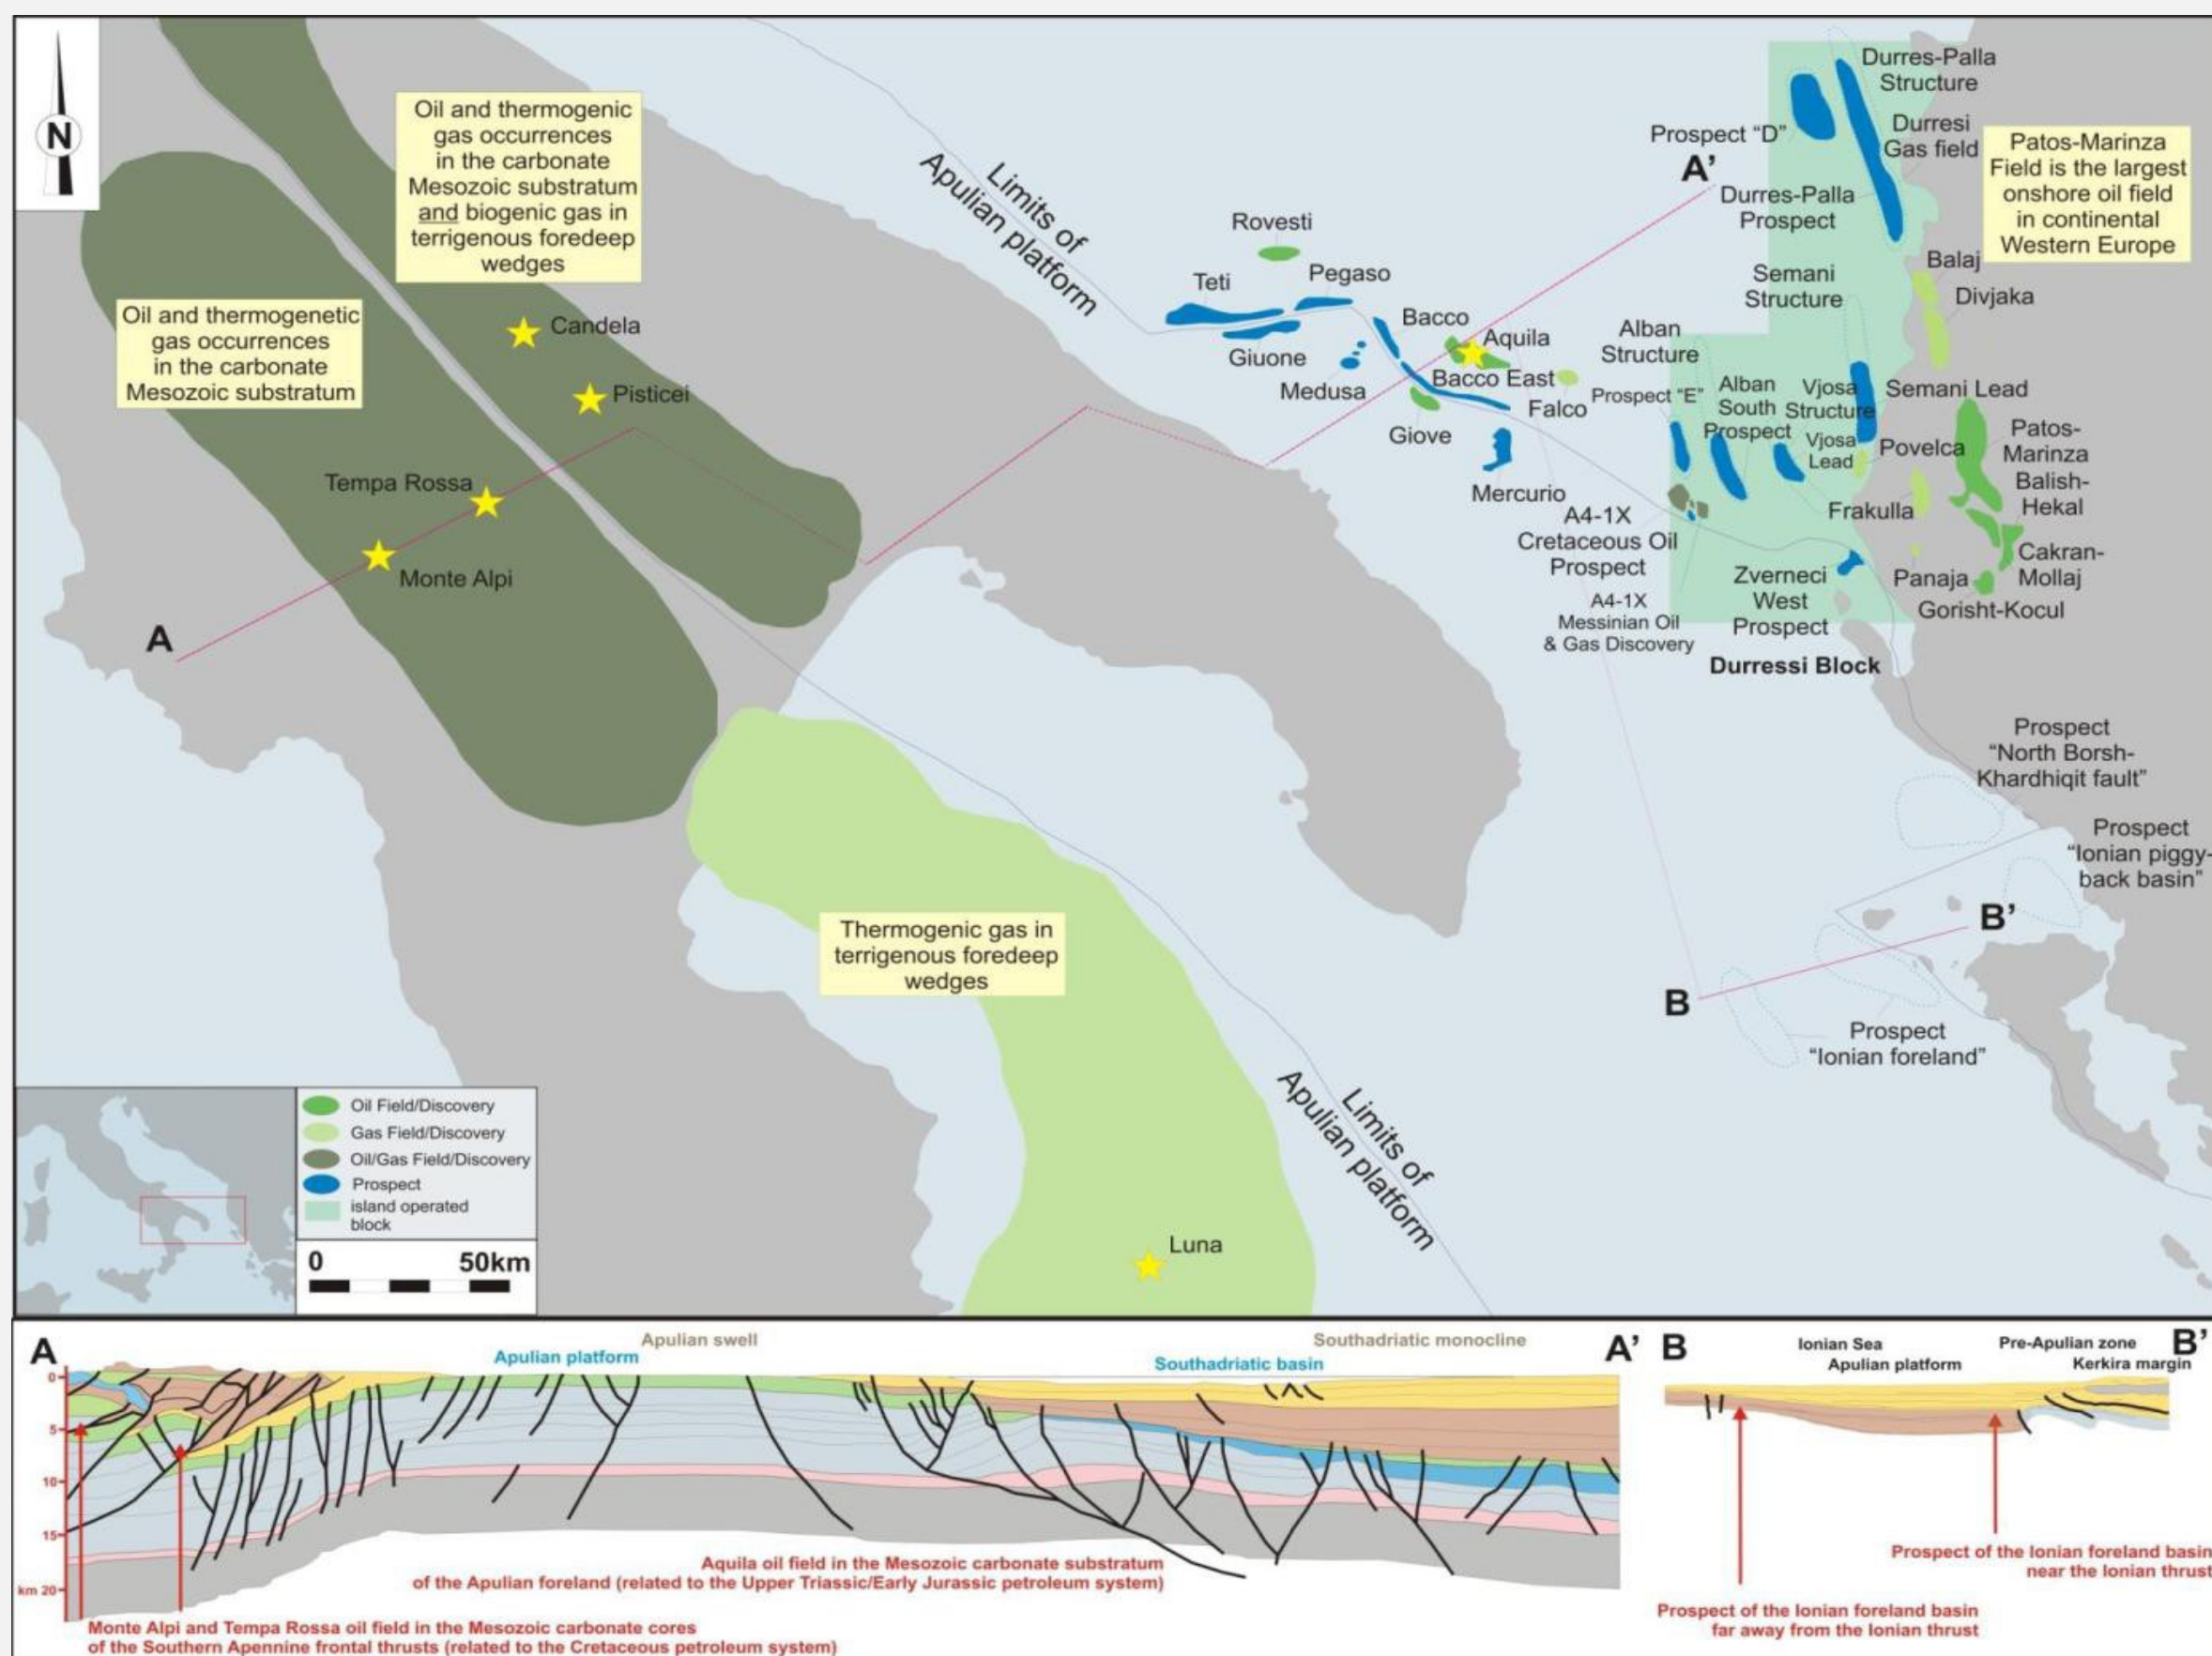 N
Oil and thermogenic
gas occurrences
in the carbonate
Mesozoic substratum
and biogenic gas in
terrigenous foredeep
wedges
Oil and thermogenetic
gas occurrences
in the carbonate
Mesozoic substratum
Candela
Pisticei
Tempa Rossa
Monte Alpi
A
Limits of
Apulian platform
Rovesti
Teti
Pegaso
Giuone
Medusa
Bacco
Aquila
Bacco East
Falco
Giove
Mercurio
A'
Prospect “D”
Durres-Palla
Structure
Durresi
Gas field
Durres-Palla
Prospect
Patos-Marinza
Field is the largest
onshore oil field
in continental
Western Europe
Semani
Structure
Balaj
Divjaka
Alban
Structure
Prospect “E”
Alban
South
Prospect
Vjosa
Structure
Vjosa
Lead
Semani Lead
Povelca
Patos-
Marinza
Balish-
Hekal
Frakulla
A4-1X
Cretaceous Oil
Prospect
A4-1X
Messinian Oil
& Gas Discovery
Zverneci
West
Prospect
Panaja
Cakran-
Mollaj
Gorisht-Kocul
Durressi Block
Prospect
“North Borsh-
Khardhiqit fault”
Prospect
“Ionian piggy-
back basin”
B'
B
Prospect
“Ionian foreland”
Thermogenic gas in
terrigenous foredeep
wedges
Limits of
Apulian platform
Luna
Oil Field/Discovery
Gas Field/Discovery
Oil/Gas Field/Discovery
Prospect
island operated
block
0 50km
A
Apulian swell
Apulian platform
Southadriatic monocline
Southadriatic basin
A'
0
5
10
15
km 20
Aquila oil field in the Mesozoic carbonate substratum
of the Apulian foreland (related to the Upper Triassic/Early Jurassic petroleum system)
Monte Alpi and Tempa Rossa oil field in the Mesozoic carbonate cores
of the Southern Apennine frontal thrusts (related to the Cretaceous petroleum system)
B
Ionian Sea
Apulian platform
Pre-Apulian zone
Kerkira margin
B'
Prospect of the Ionian foreland basin
near the Ionian thrust
Prospect of the Ionian foreland basin
far away from the Ionian thrust